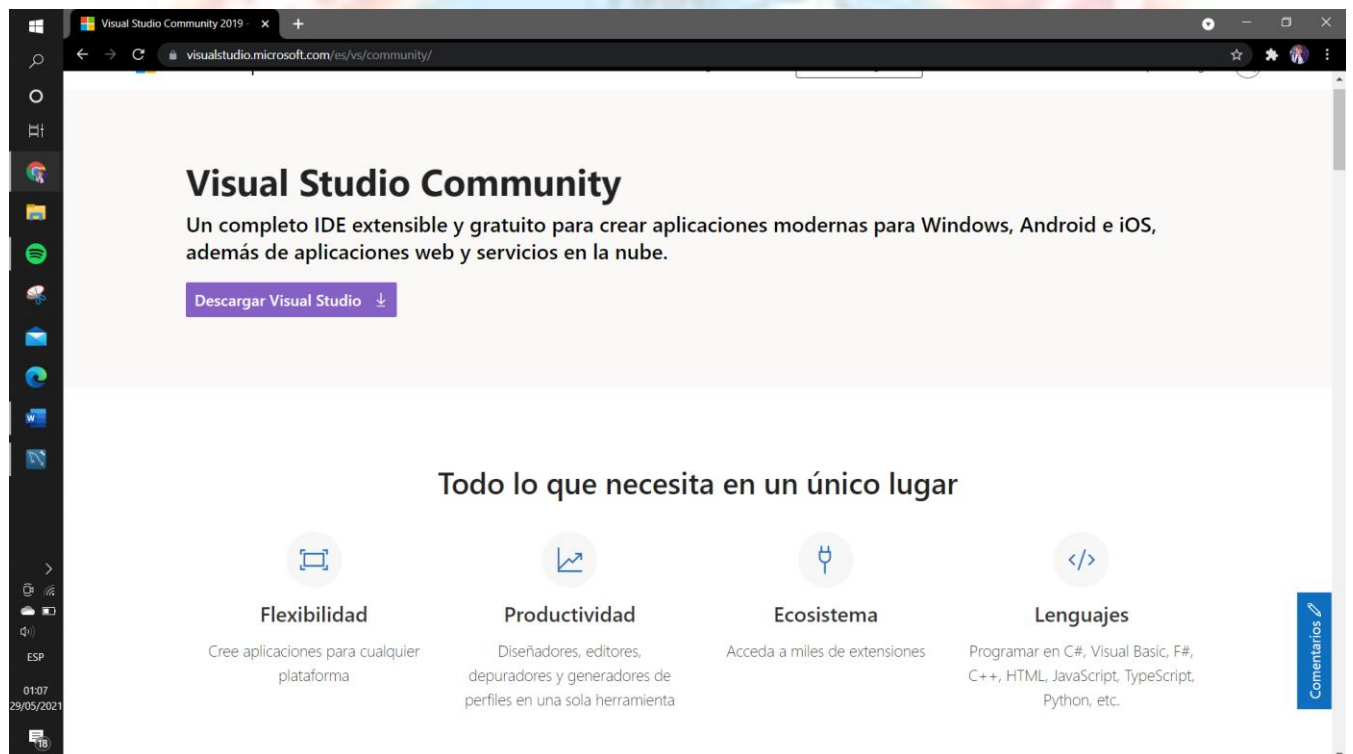 Visual Studio Community 2019 -
visualstudio.microsoft.com/es/vs/community/
Visual Studio Community
Un completo IDE extensible y gratuito para crear aplicaciones modernas para Windows, Android e iOS,
además de aplicaciones web y servicios en la nube.
Descargar Visual Studio
Todo lo que necesita en un único lugar
Flexibilidad
Cree aplicaciones para cualquier
plataforma
Productividad
Diseñadores, editores,
depuradores y generadores de
perfiles en una sola herramienta
Ecosistema
Acceda a miles de extensiones
Lenguajes
Programar en C#, Visual Basic, F#,
C++, HTML, JavaScript, TypeScript,
Python, etc.
Comentarios
ESP
01:07
29/05/2021
18